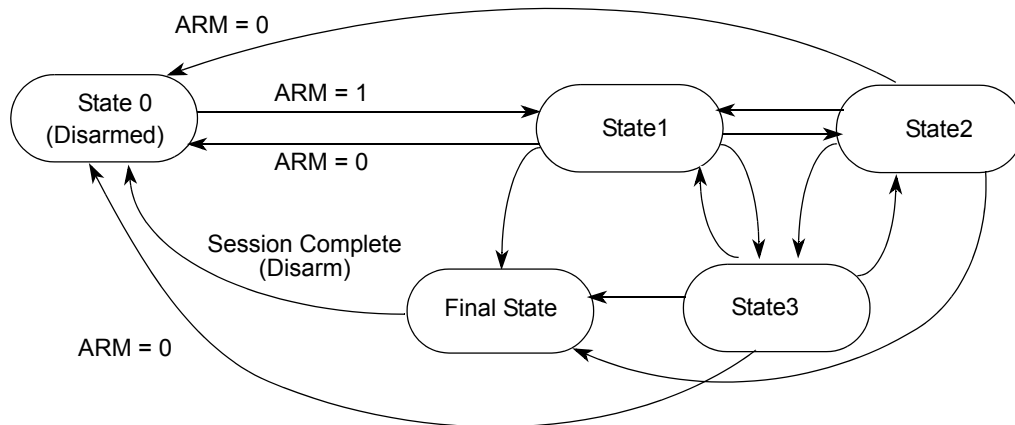 ARM = 0
State 0
(Disarmed)
ARM = 1
State1
State2
ARM = 0
Session Complete
(Disarm)
Final State
State3
ARM = 0